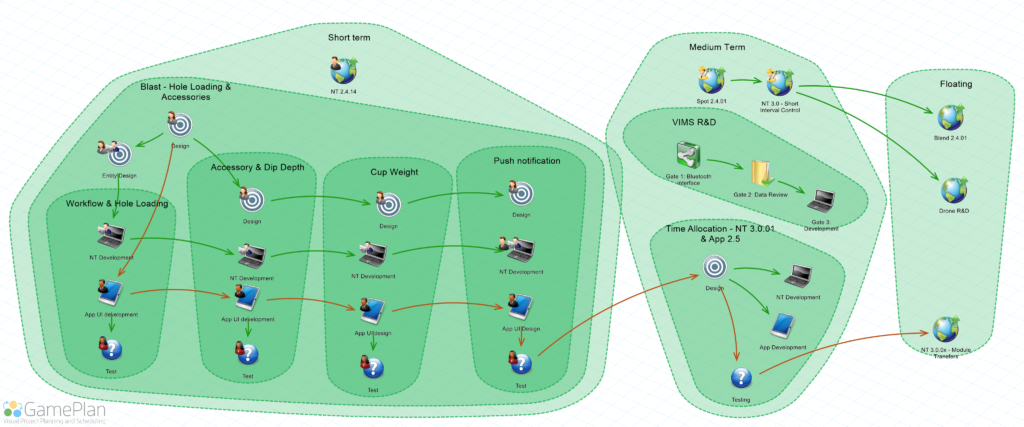 Short term
NT 2.4.14
Blast - Hole Loading &
Accessories
Design
Entity Design
Workflow & Hole Loading
NT Development
App UI development
Test
Accessory & Dip Depth
Design
NT Development
App UI development
Test
Cup Weight
Design
NT Development
App UI design
Test
Push notification
Design
NT Development
App UI Design
Test
Medium Term
Spot 2.4.01
NT 3.0 - Short
Interval Control
VIMS R&D
Gate 1: Bluetooth
interface
Gate 2: Data Review
Gate 3:
Development
Time Allocation - NT 3.0.01
& App 2.5
Design
NT Development
App Development
Testing
Floating
Blend 2.4.01
Drone R&D
NT 3.0.0x - Module
Transfers
GamePlan
Visual Project Planning and Scheduling